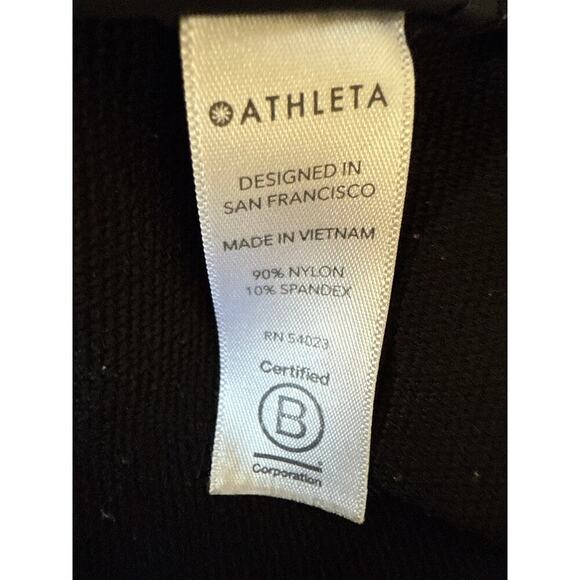 ATHLETA
DESIGNED IN
SAN FRANCISCO
MADE IN VIETNAM
90% NYLON
10% SPANDEX
RN 54023
Certified
B
Corporation